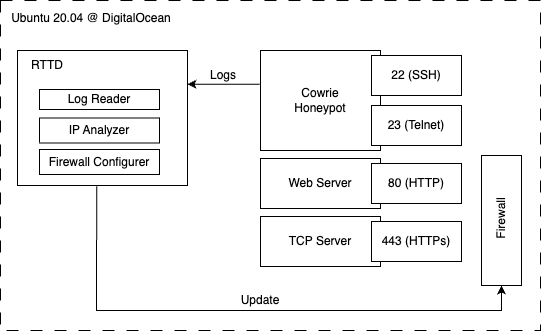 Ubuntu 20.04 @ DigitalOcean
RTTD
Log Reader
IP Analyzer
Firewall Configurer
Logs
Cowrie
Honeypot
22 (SSH)
23 (Telnet)
Web Server
80 (HTTP)
TCP Server
443 (HTTPs)
Firewall
Update